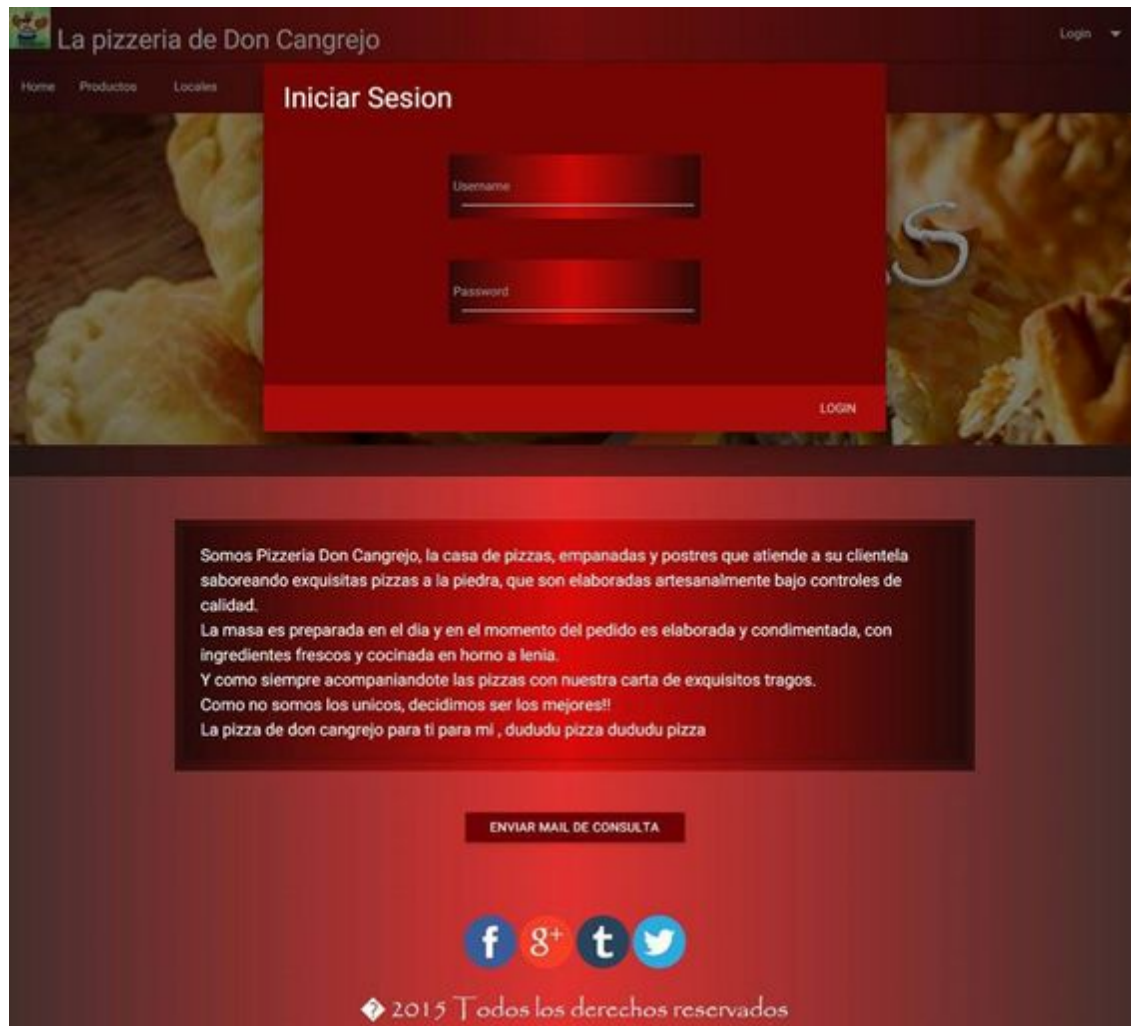 La pizzeria de Don Cangrejo
Login
Home Productos Locales
Iniciar Sesion
Username
Password
LOGIN
Somos Pizzeria Don Cangrejo, la casa de pizzas, empanadas y postres que atiende a su clientela
saboreando exquisitas pizzas a la piedra, que son elaboradas artesanalmente bajo controles de
calidad.
La masa es preparada en el dia y en el momento del pedido es elaborada y condimentada, con
ingredientes frescos y cocinada en horno a lenia.
Y como siempre acompaniandote las pizzas con nuestra carta de exquisitos tragos.
Como no somos los unicos, decidimos ser los mejores!!
La pizza de don cangrejo para ti para mi , dududu pizza dududu pizza
ENVIAR MAIL DE CONSULTA
f g+ t
� 2015 Todos los derechos reservados